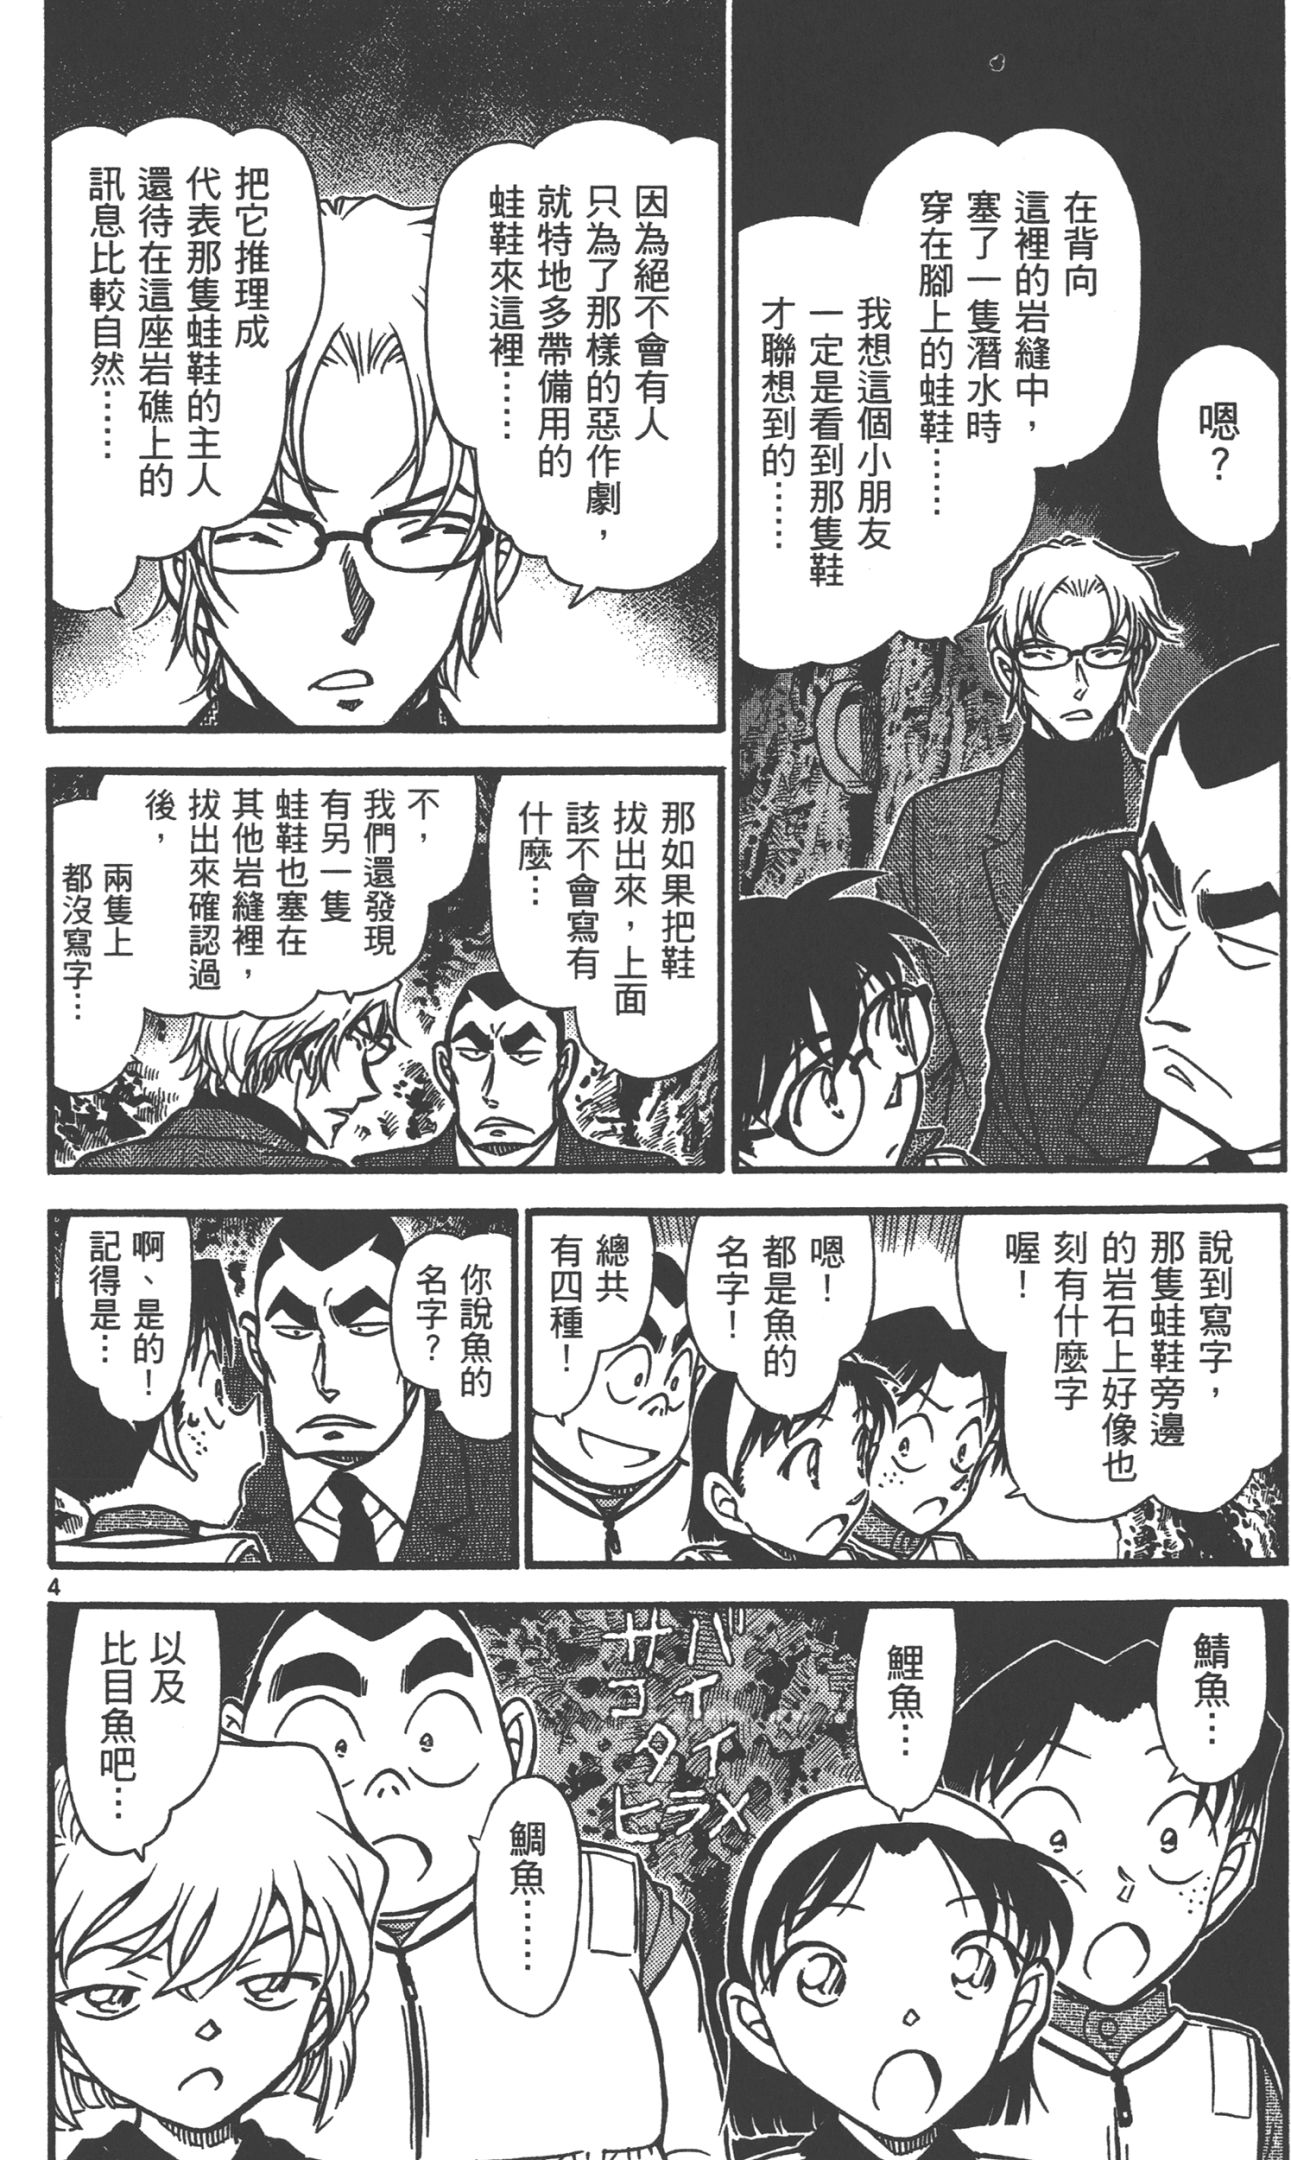 嗯？
在背向
這裡的岩縫中，
塞了一隻潛水時
穿在腳上的蛙鞋……
我想這個小朋友
一定是看到那隻鞋
才聯想到的……
因為絕不會有人
只為了那樣的惡作劇，
就特地多帶備用的
蛙鞋來這裡……
把它推理成
代表那隻蛙鞋的主人
還待在這座岩礁上的
訊息比較自然……
那如果把鞋
拔出來，上面
該不會寫有
什麼…
不，
我們還發現
有另一隻
蛙鞋也塞在
其他岩縫裡，
拔出來確認過
後，
兩隻上
都沒寫字…
說到寫字，
那隻蛙鞋旁邊
的岩石上好像也
刻有什麼字
喔！
嗯！
都是魚的
名字！
總共
有四種！
你說魚的
名字？
啊、是的！
記得是…
4
鯖魚…
鯉魚…
鯛魚……
以及
比目魚吧…
サバ
コイ
タイ
ヒラメ